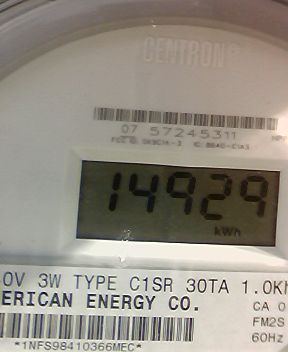 CENTRON®
07 57245311
14929
kWh
0V 3W TYPE C1SR 30TA 1.0Kh
ERICAN ENERGY CO.
CA 0
FM2S
60Hz
*1NFS98410366MEC*